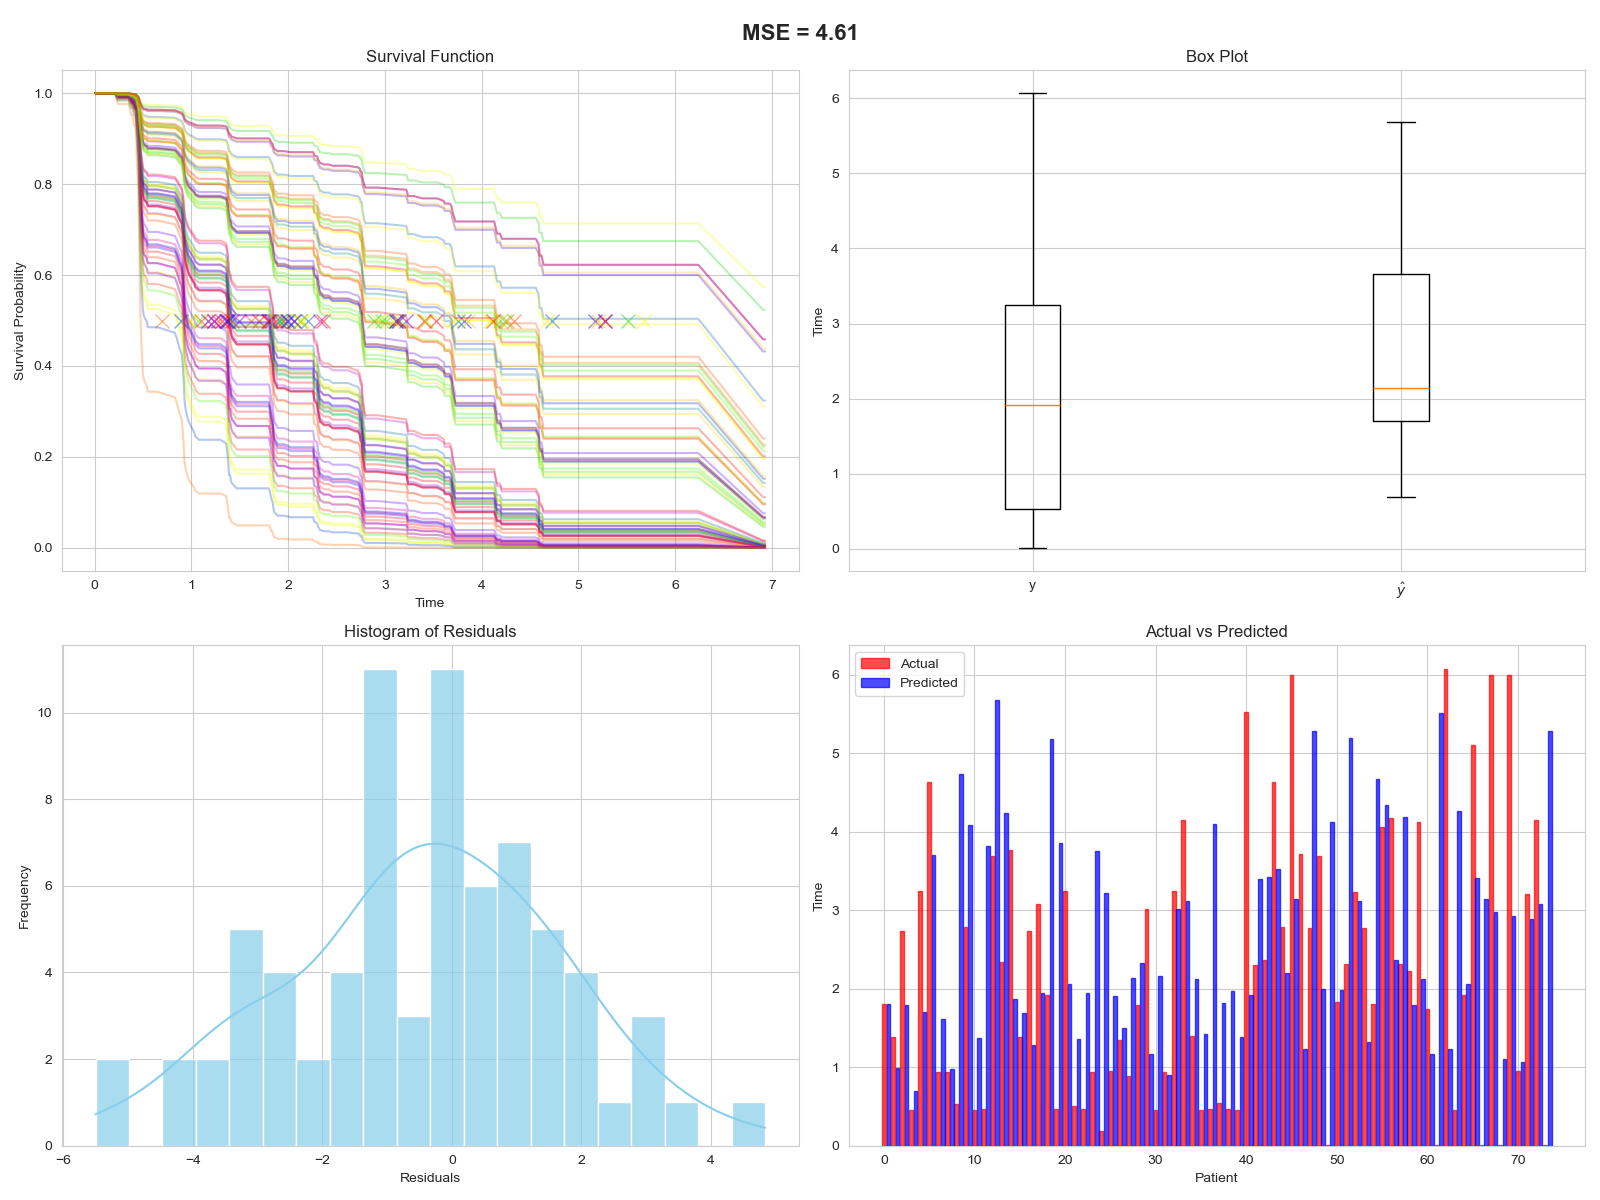 MSE = 4.61
Survival Function
Survival Probability
1.0
0.8
0.6
0.4
0.2
0.0
0 1 2 3 4 5 6 7
Time
Box Plot
Time
6
5
4
3
2
1
0
y ŷ
Histogram of Residuals
Frequency
10
8
6
4
2
0
−6 −4 −2 0 2 4
Residuals
Actual vs Predicted
Actual
Predicted
Time
6
5
4
3
2
1
0
0 10 20 30 40 50 60 70
Patient